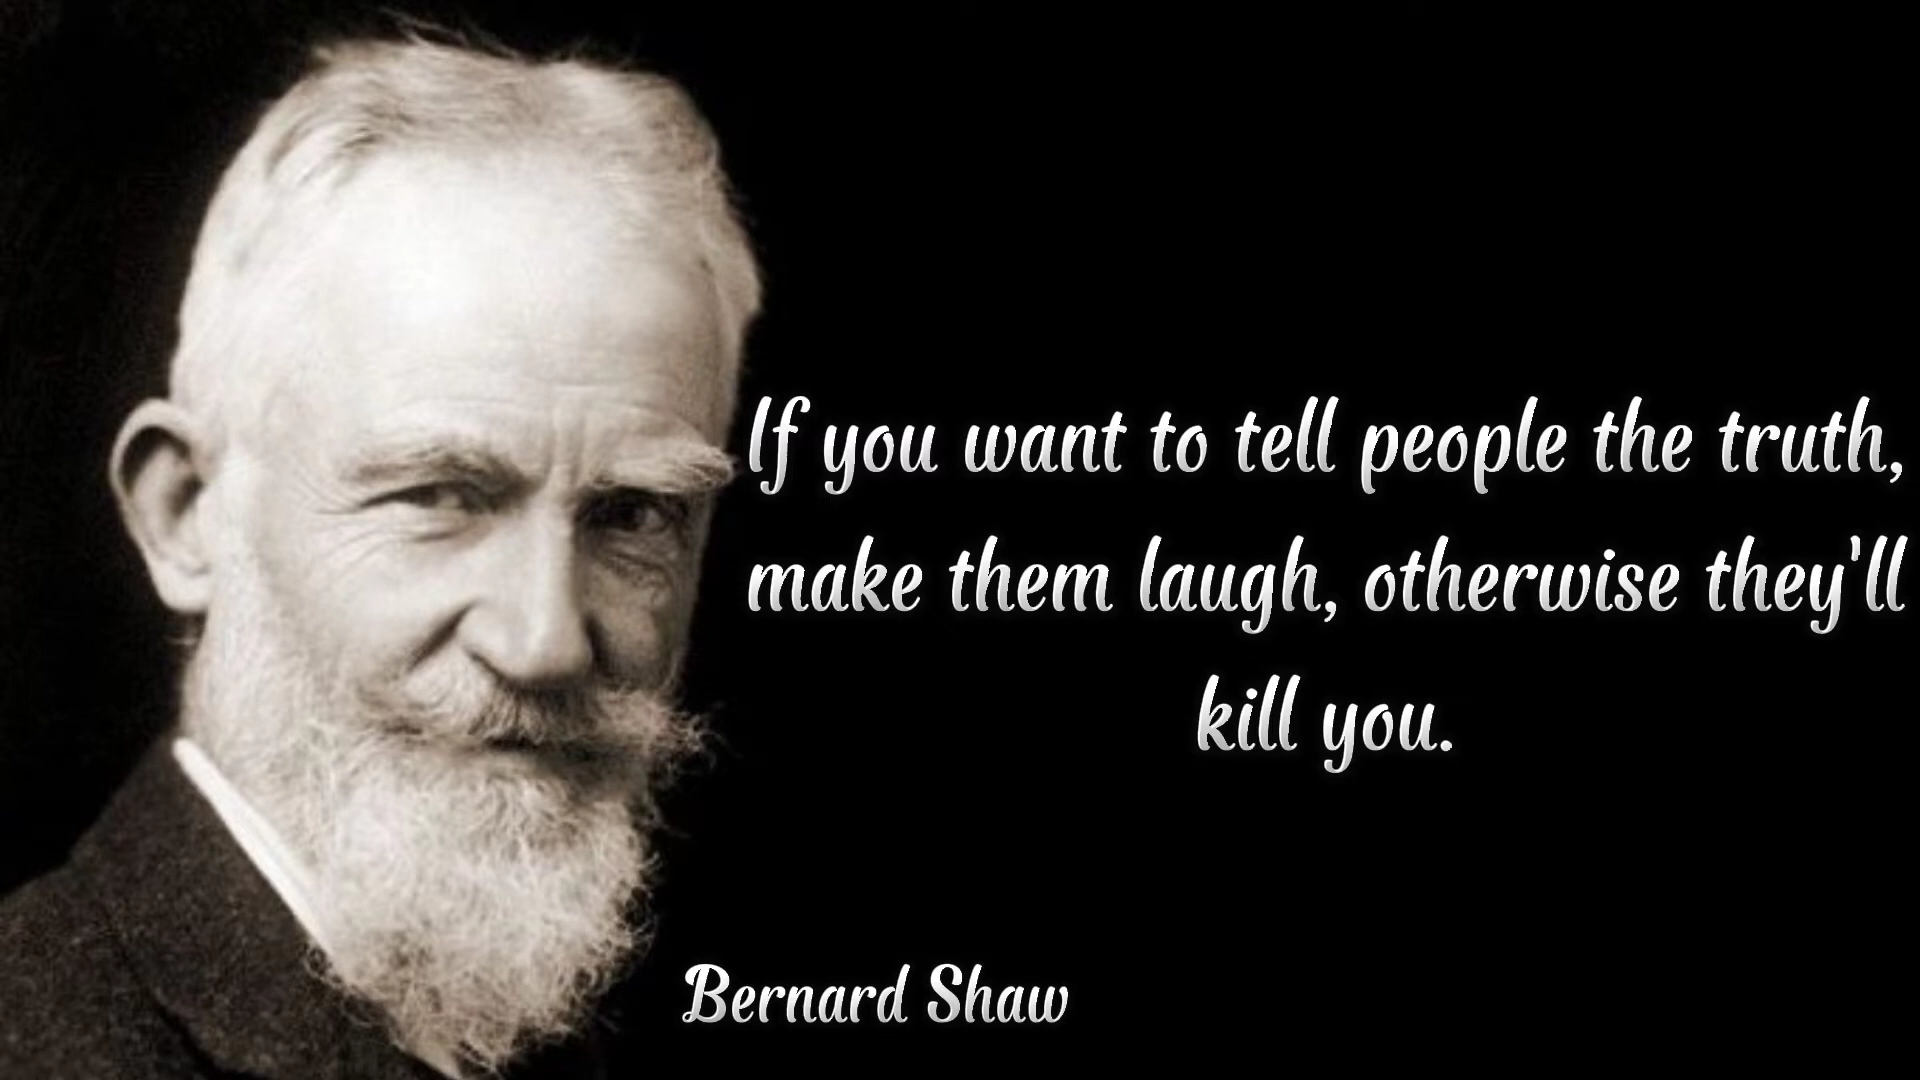 If you want to tell people the truth,
make them laugh, otherwise they'll
kill you.
Bernard Shaw